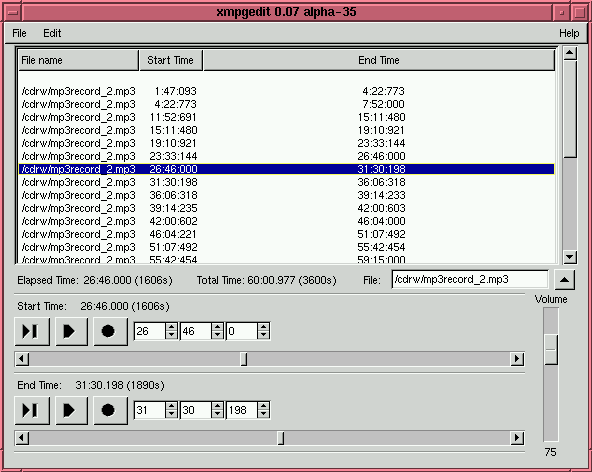 xmpgedit 0.07 alpha-35
File Edit Help
File name Start Time End Time
/cdrw/mp3record_2.mp3 1:47:093 4:22:773
/cdrw/mp3record_2.mp3 4:22:773 7:52:000
/cdrw/mp3record_2.mp3 11:52:691 15:11:480
/cdrw/mp3record_2.mp3 15:11:480 19:10:921
/cdrw/mp3record_2.mp3 19:10:921 23:33:144
/cdrw/mp3record_2.mp3 23:33:144 26:46:000
/cdrw/mp3record_2.mp3 26:46:000 31:30:198
/cdrw/mp3record_2.mp3 31:30:198 36:06:318
/cdrw/mp3record_2.mp3 36:06:318 39:14:233
/cdrw/mp3record_2.mp3 39:14:235 42:00:603
/cdrw/mp3record_2.mp3 42:00:602 46:04:000
/cdrw/mp3record_2.mp3 46:04:221 51:07:492
/cdrw/mp3record_2.mp3 51:07:492 55:42:454
/cdrw/mp3record_2.mp3 55:42:454 59:15:000
Elapsed Time: 26:46.000 (1606s) Total Time: 60:00.977 (3600s) File: /cdrw/mp3record_2.mp3
Volume
Start Time: 26:46.000 (1606s)
26 46 0
End Time: 31:30.198 (1890s)
31 30 198
75